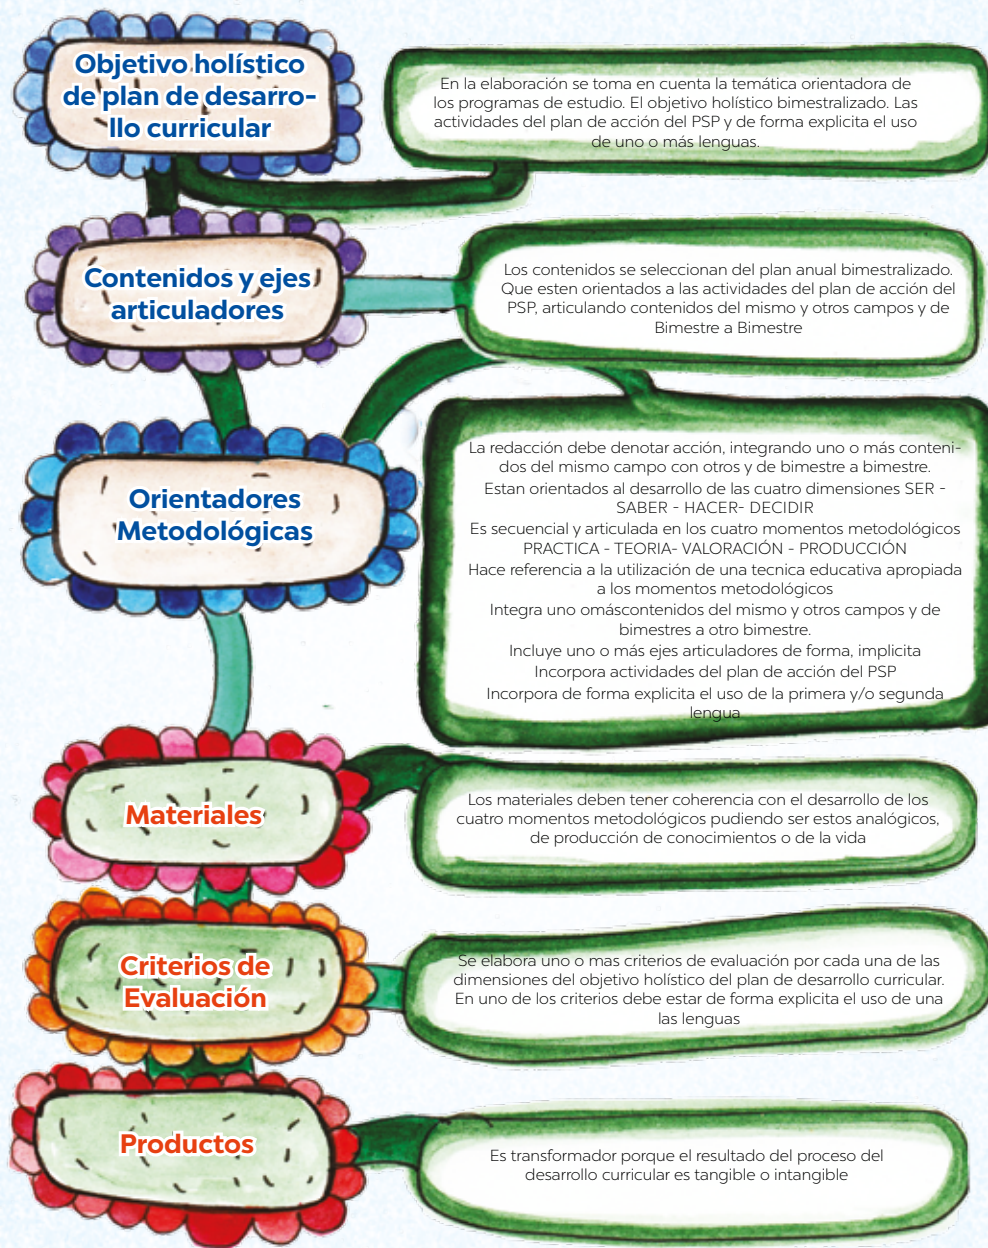 Objetivo holístico
de plan de desarro-
llo curricular
En la elaboración se toma en cuenta la temática orientadora de
los programas de estudio. El objetivo holístico bimestralizado. Las
actividades del plan de acción del PSP y de forma explicita el uso
de uno o más lenguas.
Contenidos y ejes
articuladores
Los contenidos se seleccionan del plan anual bimestralizado.
Que esten orientados a las actividades del plan de acción del
PSP, articulando contenidos del mismo y otros campos y de
Bimestre a Bimestre
Orientadores
Metodológicas
La redacción debe denotar acción, integrando uno o más conteni-
dos del mismo campo con otros y de bimestre a bimestre.
Estan orientados al desarrollo de las cuatro dimensiones SER -
SABER - HACER- DECIDIR
Es secuencial y articulada en los cuatro momentos metodológicos
PRACTICA - TEORIA- VALORACIÓN - PRODUCCIÓN
Hace referencia a la utilización de una tecnica educativa apropiada
a los momentos metodológicos
Integra uno omáscontenidos del mismo y otros campos y de
bimestres a otro bimestre.
Incluye uno o más ejes articuladores de forma, implicita
Incorpora actividades del plan de acción del PSP
Incorpora de forma explicita el uso de la primera y/o segunda
lengua
Materiales
Los materiales deben tener coherencia con el desarrollo de los
cuatro momentos metodológicos pudiendo ser estos analógicos,
de producción de conocimientos o de la vida
Criterios de
Evaluación
Se elabora uno o mas criterios de evaluación por cada una de las
dimensiones del objetivo holístico del plan de desarrollo curricular.
En uno de los criterios debe estar de forma explicita el uso de una
las lenguas
Productos
Es transformador porque el resultado del proceso del
desarrollo curricular es tangible o intangible